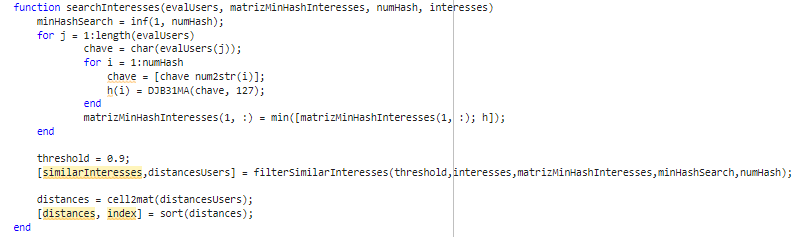 function searchInteresses(evalUsers, matrizMinHashInteresses, numHash, interesses)
    minHashSearch = inf(1, numHash);
    for j = 1:length(evalUsers)
            chave = char(evalUsers(j));
            for i = 1:numHash
                chave = [chave num2str(i)];
                h(i) = DJB31MA(chave, 127);
            end
            matrizMinHashInteresses(1, :) = min([matrizMinHashInteresses(1, :); h]);
    end

    threshold = 0.9;
    [similarInteresses,distancesUsers] = filterSimilarInteresses(threshold,interesses,matrizMinHashInteresses,minHashSearch,numHash);

    distances = cell2mat(distancesUsers);
    [distances, index] = sort(distances);
end